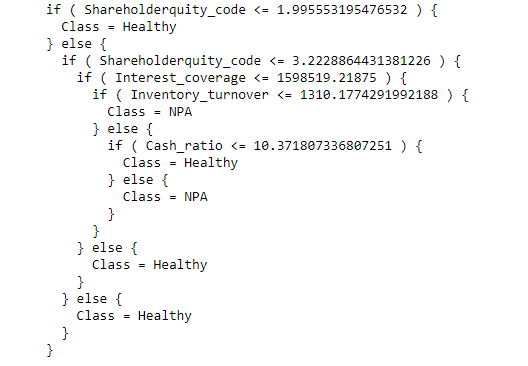 if ( Shareholderquity_code <= 1.995553195476532 ) {
  Class = Healthy
} else {
  if ( Shareholderquity_code <= 3.2228864431381226 ) {
    if ( Interest_coverage <= 1598519.21875 ) {
      if ( Inventory_turnover <= 1310.1774291992188 ) {
        Class = NPA
      } else {
        if ( Cash_ratio <= 10.371807336807251 ) {
          Class = Healthy
        } else {
          Class = NPA
        }
      }
    } else {
      Class = Healthy
    }
  } else {
    Class = Healthy
  }
}